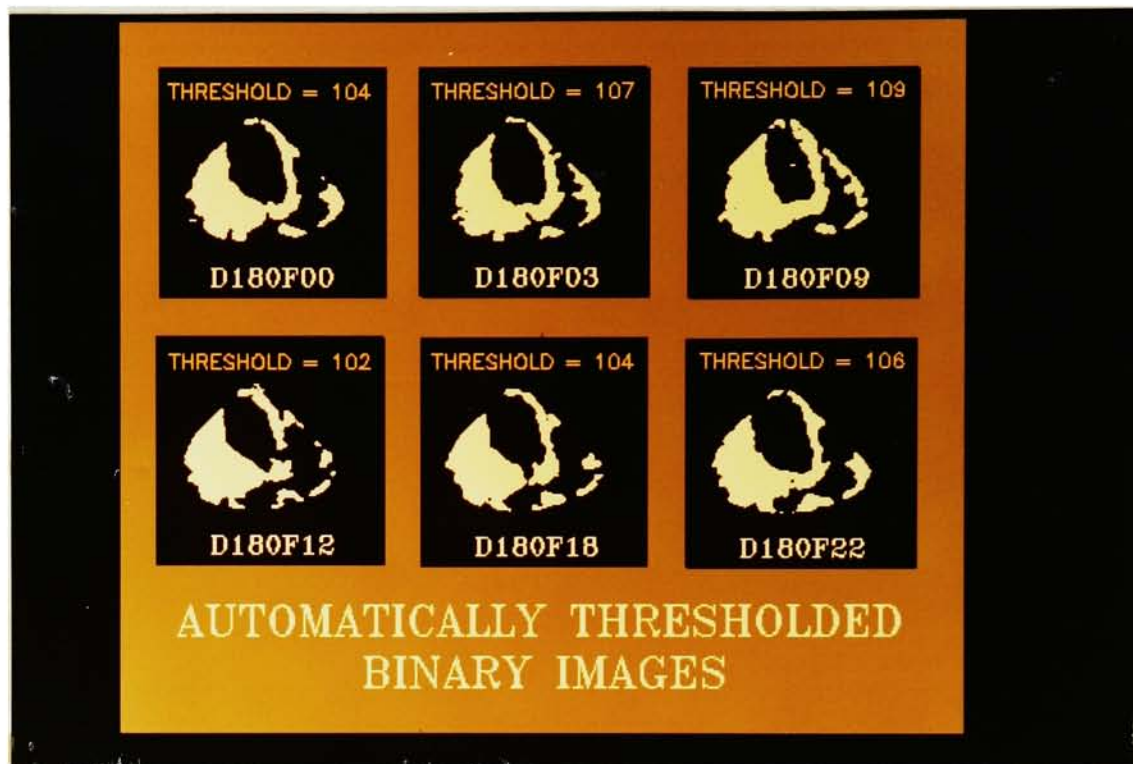 THRESHOLD = 104
D180F00
THRESHOLD = 107
D180F03
THRESHOLD = 109
D180F09
THRESHOLD = 102
D180F12
THRESHOLD = 104
D180F18
THRESHOLD = 106
D180F22
AUTOMATICALLY THRESHOLDED
BINARY IMAGES